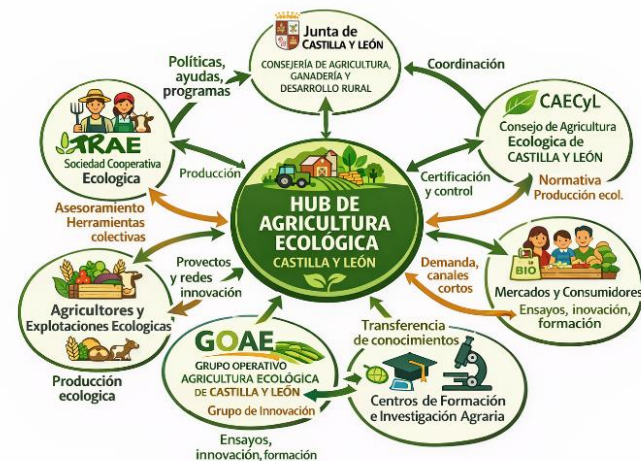 Junta de
CASTILLA Y LEÓN
CONSEJERÍA DE AGRICULTURA,
GANADERÍA Y
DESARROLLO RURAL
Políticas,
ayudas,
programas
Coordinación
TRAE
Sociedad Cooperativa
Ecologica
CAECyL
Consejo de Agricultura
Ecologica de
CASTILLA Y LEÓN
Producción
Certificación
y control
Normativa
Producción ecol.
HUB DE
AGRICULTURA
ECOLÓGICA
CASTILLA Y LEÓN
Asesoramiento
Herramientas
colectivas
Provectos
y redes
innovación
Demanda,
canales
cortos
BIO
Mercados y Consumidores
Ensayos, inovación,
formación
Agricultores y
Explotaciones Ecologicas
Producción
ecologica
GOAE
GRUPO OPERATIVO
AGRICULTURA ECOLÓGICA
DE CASTILLA Y LEÓN
Grupo de Innovación
Ensayos,
innovación, formación
Transferencia
de conocimientos
Centros de Formación
e Investigación Agraria